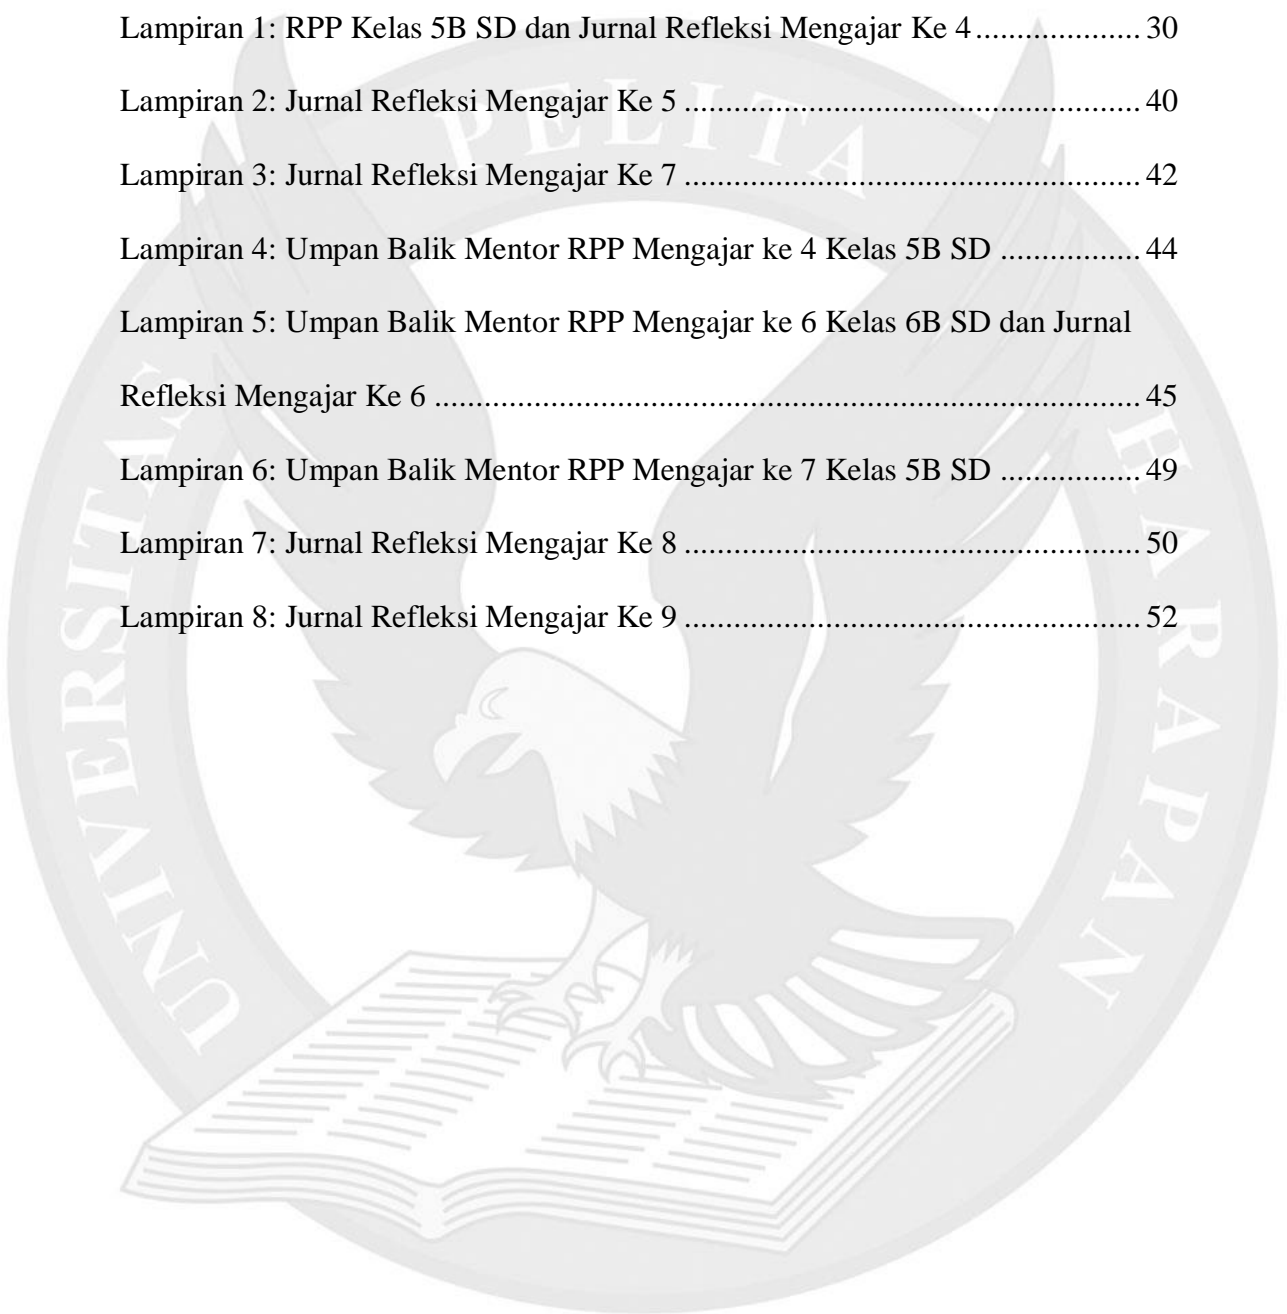 Lampiran 1: RPP Kelas 5B SD dan Jurnal Refleksi Mengajar Ke 4 .................... 30
Lampiran 2: Jurnal Refleksi Mengajar Ke 5 ........................................................ 40
Lampiran 3: Jurnal Refleksi Mengajar Ke 7 ........................................................ 42
Lampiran 4: Umpan Balik Mentor RPP Mengajar ke 4 Kelas 5B SD ................. 44
Lampiran 5: Umpan Balik Mentor RPP Mengajar ke 6 Kelas 6B SD dan Jurnal
Refleksi Mengajar Ke 6 ....................................................................................... 45
Lampiran 6: Umpan Balik Mentor RPP Mengajar ke 7 Kelas 5B SD ................. 49
Lampiran 7: Jurnal Refleksi Mengajar Ke 8 ........................................................ 50
Lampiran 8: Jurnal Refleksi Mengajar Ke 9 ........................................................ 52
UNIVERSITAS PELITA HARAPAN